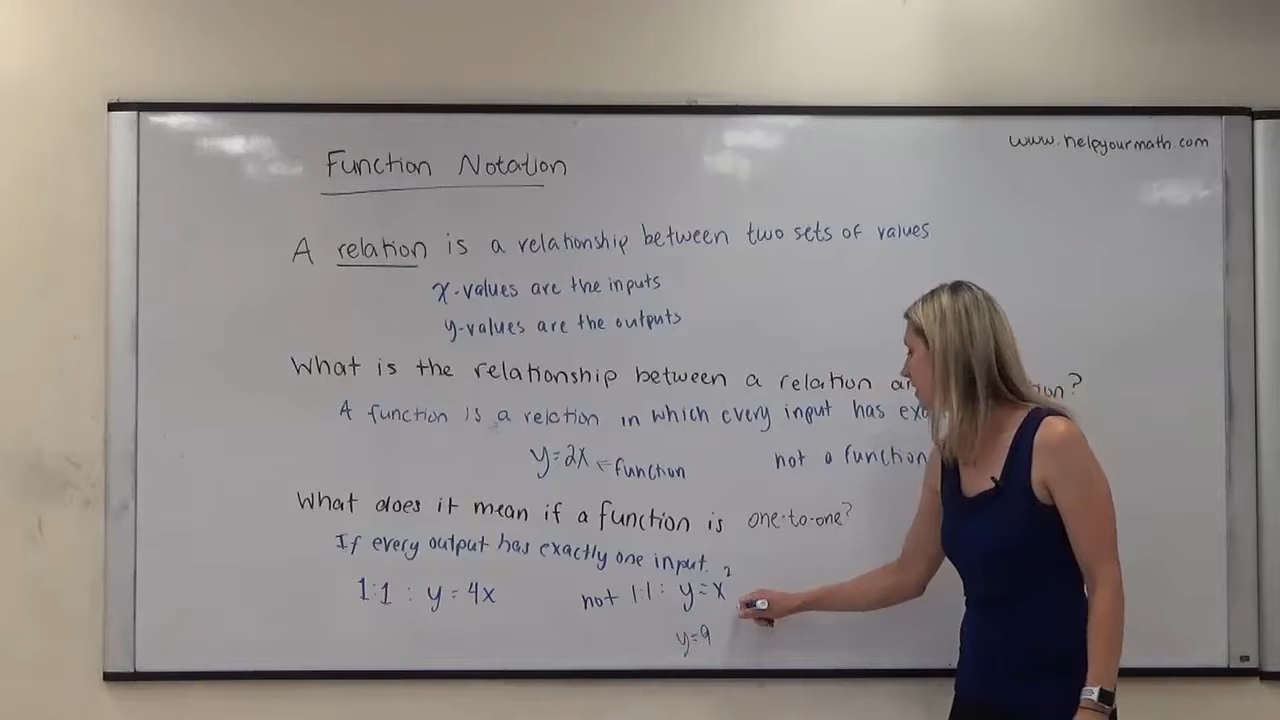 www.helpyourmath.com
Function Notation
A relation is a relationship between two sets of values
x-values are the inputs
y-values are the outputs
What is the relationship between a relation
A function is a relation in which every input has
y=2x ← function not a function
What does it mean if a function is one-to-one?
If every output has exactly one input.
1:1 : y = 4x not 1:1 : y=x²
y=9